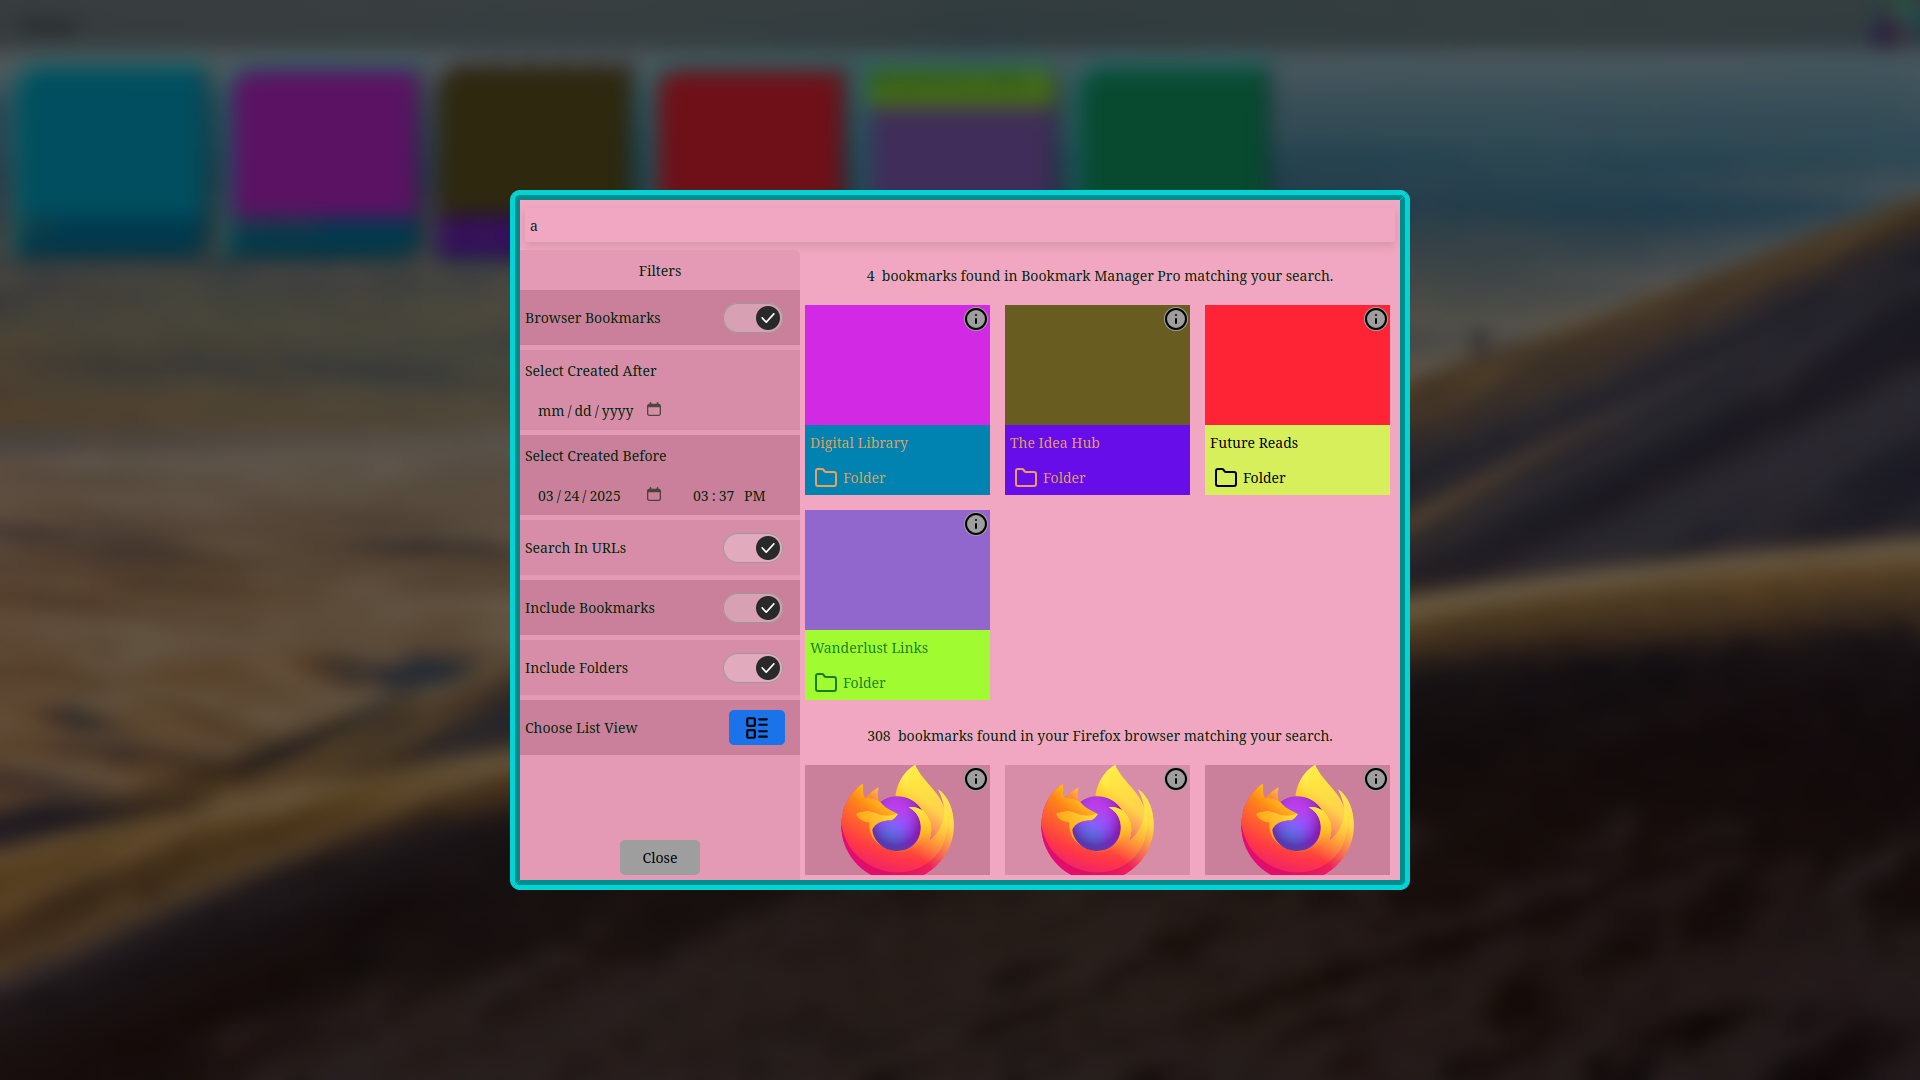 a
Filters
Browser Bookmarks
Select Created After
mm / dd / yyyy
Select Created Before
03 / 24 / 2025 03 : 37 PM
Search In URLs
Include Bookmarks
Include Folders
Choose List View
Close
4 bookmarks found in Bookmark Manager Pro matching your search.
Digital Library
Folder
The Idea Hub
Folder
Future Reads
Folder
Wanderlust Links
Folder
308 bookmarks found in your Firefox browser matching your search.